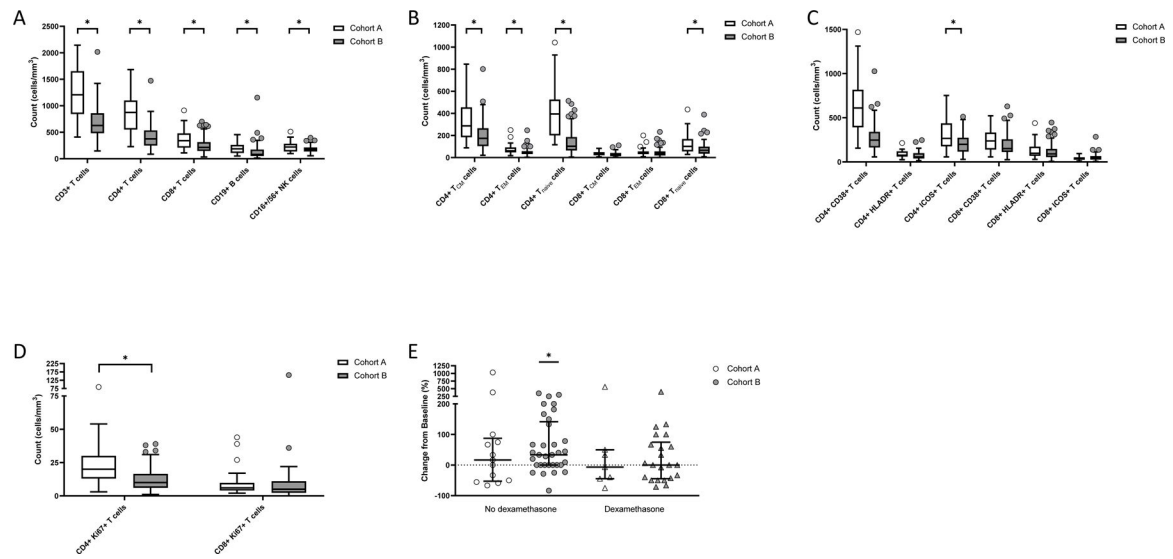 A
Count (cells/mm3)
2500
2000
1500
1000
500
0
* * * * *
Cohort A
Cohort B
CD3+ T cells
CD4+ T cells
CD8+ T cells
CD19+ B cells
CD16+/56+ NK cells
B
Count (cells/mm3)
1200
1000
800
600
400
200
0
* * * *
Cohort A
Cohort B
CD4+ TCM cells
CD4+ TEM cells
CD4+ Tnaive cells
CD8+ TCM cells
CD8+ TEM cells
CD8+ Tnaive cells
C
Count (cells/mm3)
2000
1500
1000
500
0
*
Cohort A
Cohort B
CD4+ CD38+ T cells
CD4+ HLADR+ T cells
CD4+ ICOS+ T cells
CD8+ CD38+ T cells
CD8+ HLADR+ T cells
CD8+ ICOS+ T cells
D
Count (cells/mm3)
225
175
125
75
75
50
25
0
*
Cohort A
Cohort B
CD4+ Ki67+ T cells
CD8+ Ki67+ T cells
E
Change from Baseline (%)
1250
1000
750
500
250
200
100
0
-100
*
Cohort A
Cohort B
No dexamethasone
Dexamethasone